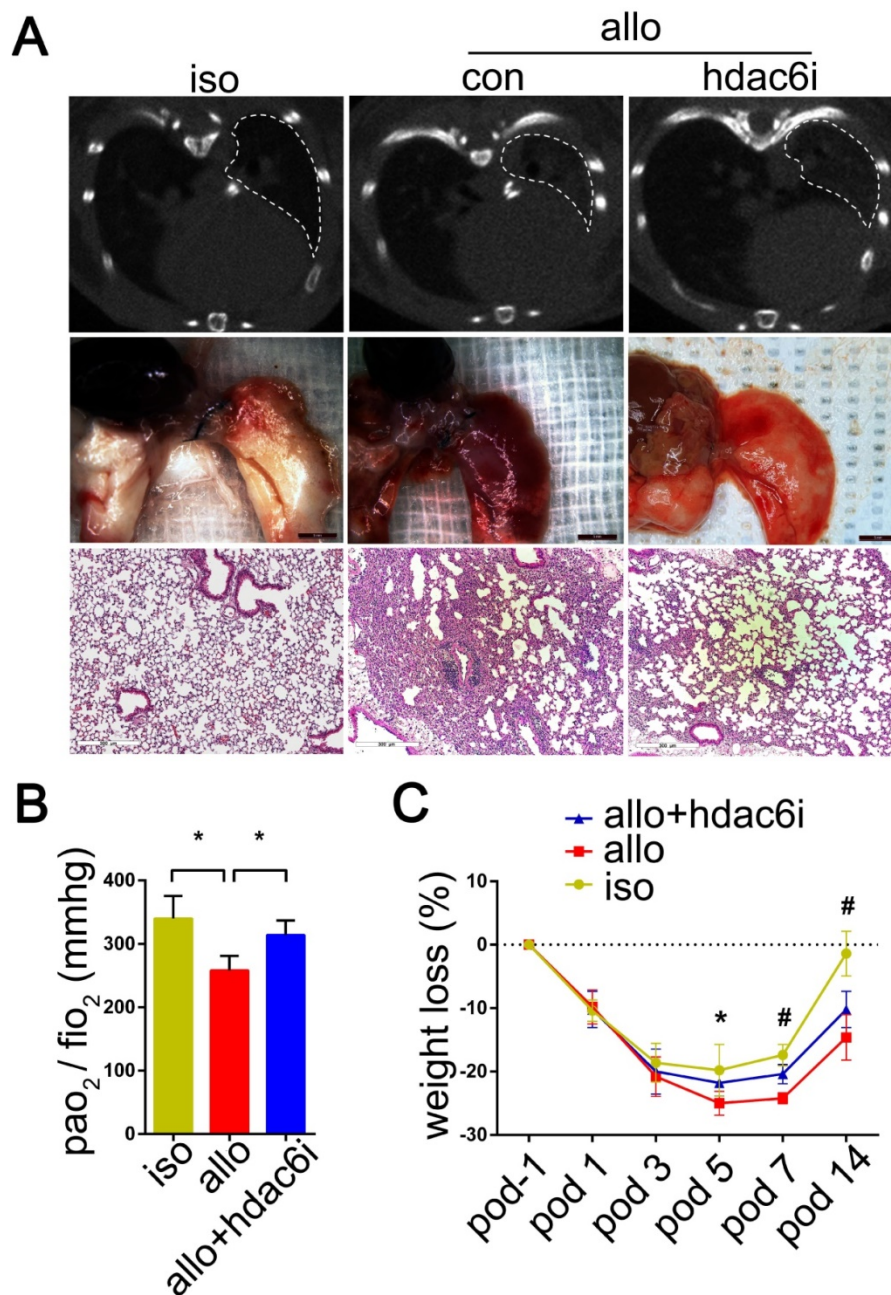 A
allo
iso con hdac6i
B
* *
pao2 / fio2 (mmhg)
400
300
200
100
0
iso allo allo+hdac6i
C
allo+hdac6i
allo
iso
weight loss (%)
10
0
-10
-20
-30
* # #
pod-1 pod 1 pod 3 pod 5 pod 7 pod 14